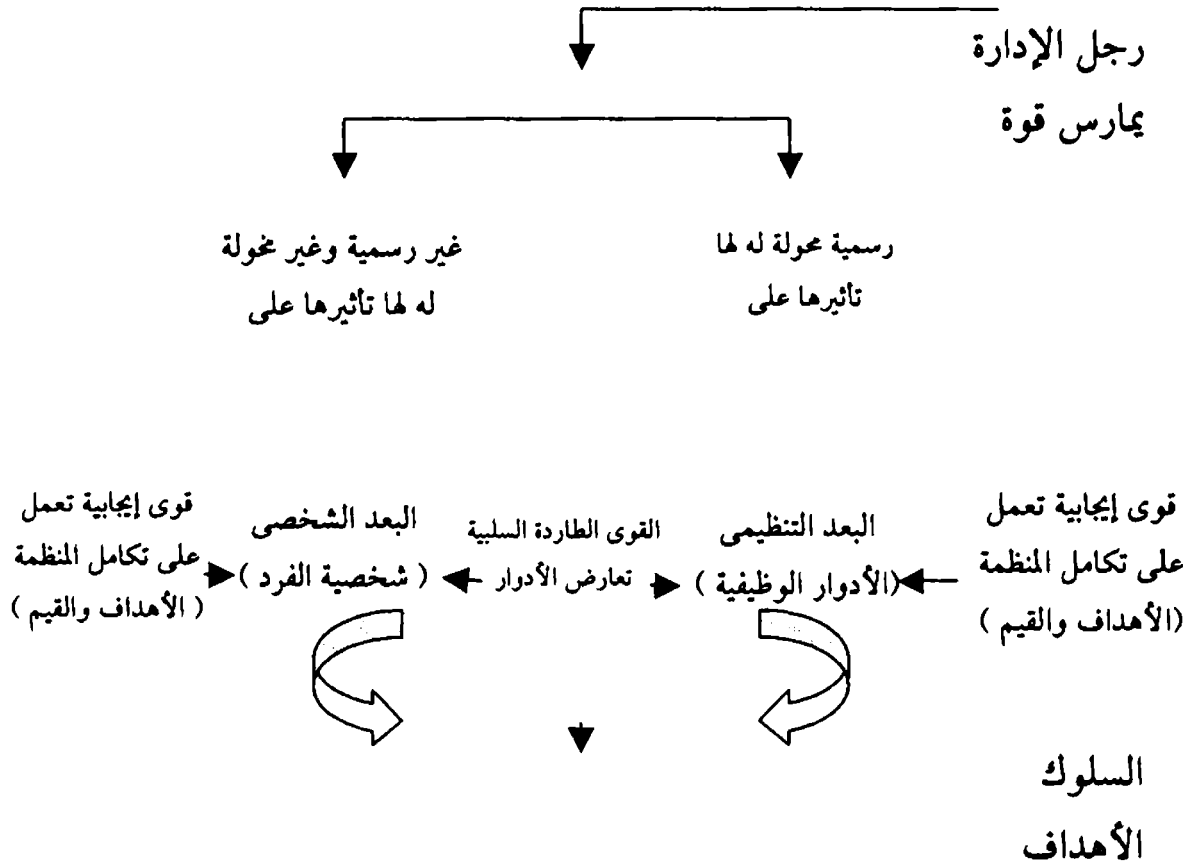 رجل الإدارة
يمارس قوة
رسمية محولة له لها
تأثيرها على
غير رسمية وغير مخولة
له لها تأثيرها على
قوى إيجابية تعمل
على تكامل المنظمة
(الأهداف والقيم )
البعد التنظيمى
(الأدوار الوظيفية )
القوى الطاردة السلبية
تعارض الأدوار
البعد الشخصى
( شخصية الفرد )
قوى إيجابية تعمل
على تكامل المنظمة
( الأهداف والقيم )
السلوك
الأهداف